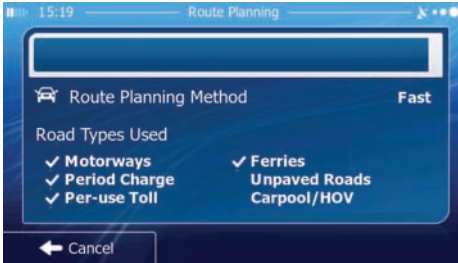 15:19 Route Planning
Route Planning Method Fast
Road Types Used
✓ Motorways ✓ Ferries
✓ Period Charge Unpaved Roads
✓ Per-use Toll Carpool/HOV
Cancel